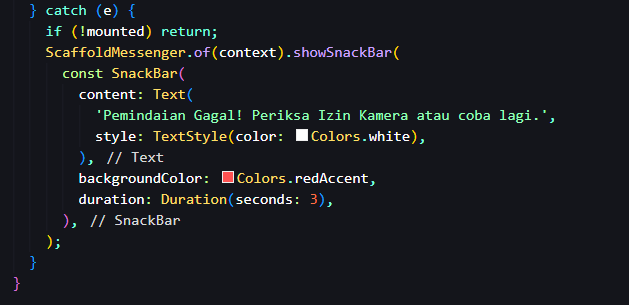 } catch (e) {
if (!mounted) return;
ScaffoldMessenger.of(context).showSnackBar(
const SnackBar(
content: Text(
'Pemindaian Gagal! Periksa Izin Kamera atau coba lagi.',
style: TextStyle(color: Colors.white),
), // Text
backgroundColor: Colors.redAccent,
duration: Duration(seconds: 3),
), // SnackBar
);
}
}